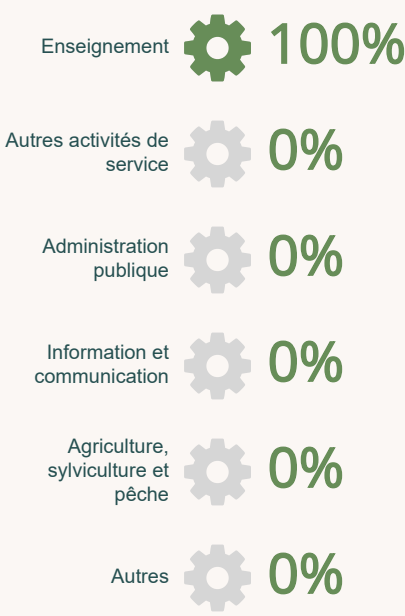 Enseignement 100%
Autres activités de
service 0%
Administration
publique 0%
Information et
communication 0%
Agriculture,
sylviculture et
pêche 0%
Autres 0%